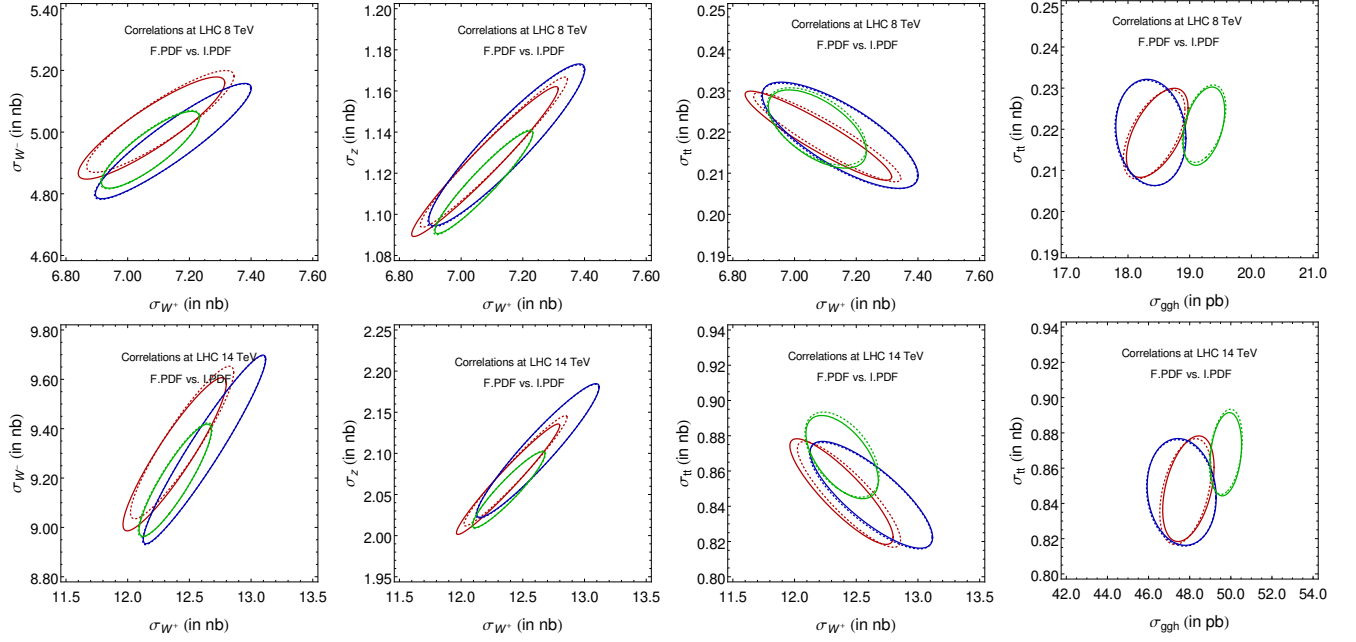 5.40
5.20
5.00
4.80
4.60
σW- (in nb)
Correlations at LHC 8 TeV
F.PDF vs. I.PDF
6.80 7.00 7.20 7.40 7.60
σW+ (in nb)
1.20
1.18
1.16
1.14
1.12
1.10
1.08
σz (in nb)
Correlations at LHC 8 TeV
F.PDF vs. I.PDF
6.80 7.00 7.20 7.40 7.60
σW+ (in nb)
0.25
0.24
0.23
0.22
0.21
0.20
0.19
σtt (in nb)
Correlations at LHC 8 TeV
F.PDF vs. I.PDF
6.80 7.00 7.20 7.40 7.60
σW+ (in nb)
0.25
0.24
0.23
0.22
0.21
0.20
0.19
σtt (in nb)
Correlations at LHC 8 TeV
F.PDF vs. I.PDF
17.0 18.0 19.0 20.0 21.0
σggh (in pb)
9.80
9.60
9.40
9.20
9.00
8.80
σW- (in nb)
Correlations at LHC 14 TeV
F.PDF vs. I.PDF
11.5 12.0 12.5 13.0 13.5
σW+ (in nb)
2.25
2.20
2.15
2.10
2.05
2.00
1.95
σz (in nb)
Correlations at LHC 14 TeV
F.PDF vs. I.PDF
11.5 12.0 12.5 13.0 13.5
σW+ (in nb)
0.94
0.92
0.90
0.88
0.86
0.84
0.82
0.80
σtt (in nb)
Correlations at LHC 14 TeV
F.PDF vs. I.PDF
11.5 12.0 12.5 13.0 13.5
σW+ (in nb)
0.94
0.92
0.90
0.88
0.86
0.84
0.82
0.80
σtt (in nb)
Correlations at LHC 14 TeV
F.PDF vs. I.PDF
42.0 44.0 46.0 48.0 50.0 52.0 54.0
σggh (in pb)